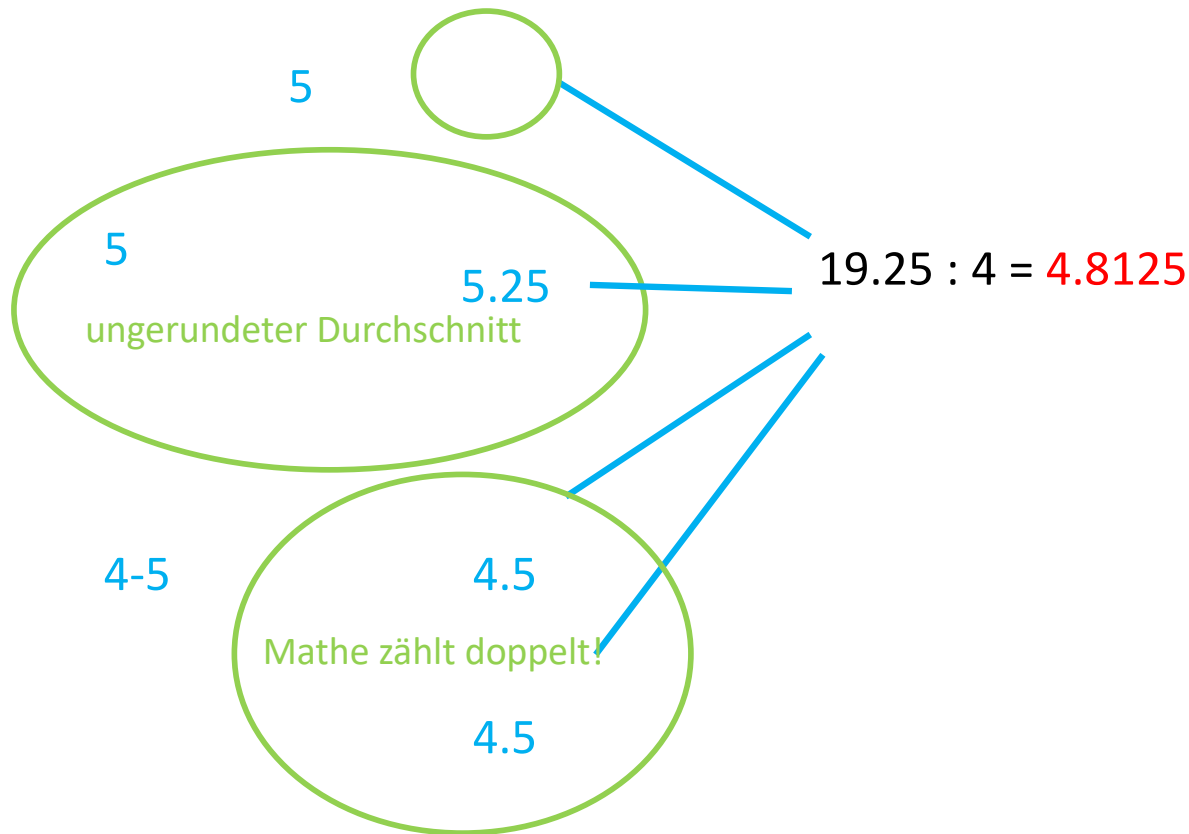 5
5
5.25
19.25 : 4 = 4.8125
ungerundeter Durchschnitt
4-5
4.5
Mathe zählt doppelt!
4.5